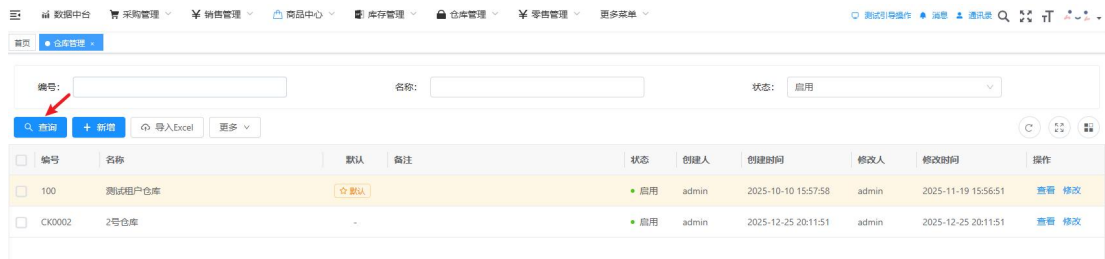 数据中台 采购管理 销售管理 商品中心 库存管理 仓库管理 零售管理 更多菜单 测试引导操作 消息 通讯录
首页 仓库管理 ×
编号: 名称: 状态: 启用
查询 + 新增 导入Excel 更多
编号 名称 默认 备注 状态 创建人 创建时间 修改人 修改时间 操作
100 测试租户仓库 默认 启用 admin 2025-10-10 15:57:58 admin 2025-11-19 15:56:51 查看 修改
CK0002 2号仓库 - 启用 admin 2025-12-25 20:11:51 admin 2025-12-25 20:11:51 查看 修改